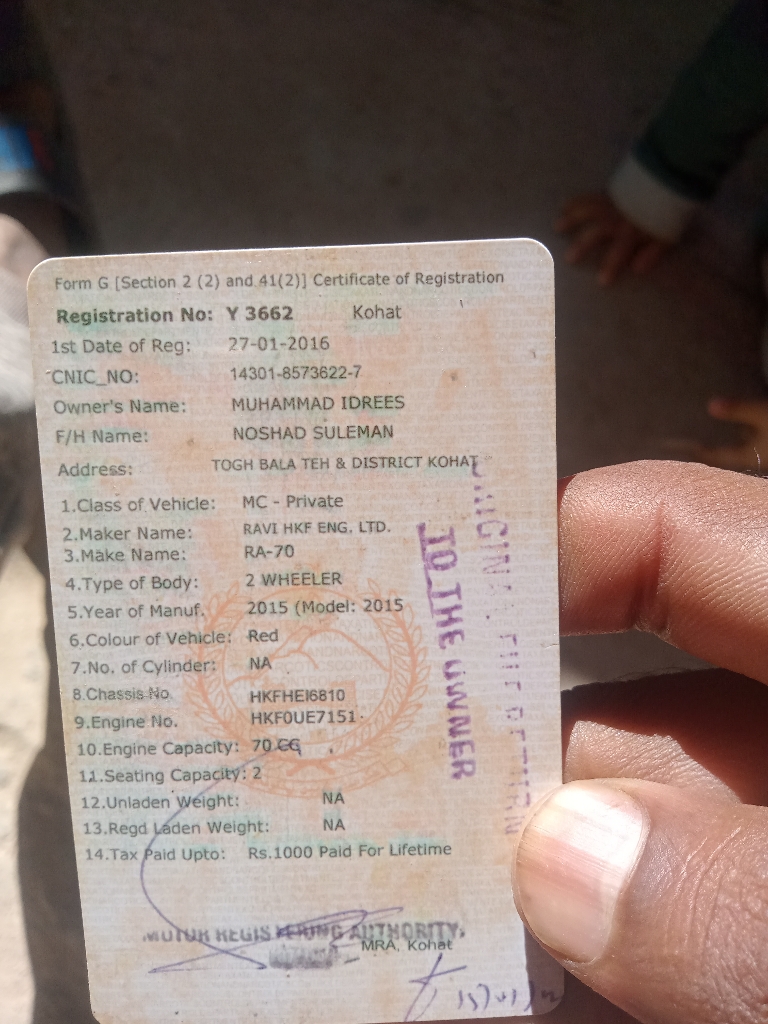 Form G [Section 2 (2) and 41(2)] Certificate of Registration
Registration No: Y 3662 Kohat
1st Date of Reg: 27-01-2016
CNIC_NO: 14301-8573622-7
Owner's Name: MUHAMMAD IDREES
F/H Name: NOSHAD SULEMAN
Address: TOGH BALA TEH & DISTRICT KOHAT
1.Class of Vehicle: MC - Private
2.Maker Name: RAVI HKF ENG. LTD.
3.Make Name: RA-70
4.Type of Body: 2 WHEELER
5.Year of Manuf. 2015 (Model: 2015
6.Colour of Vehicle: Red
7.No. of Cylinder: NA
8.Chassis No HKFHEI6810
9.Engine No. HKF0UE7151
10.Engine Capacity: 70 CC
11.Seating Capacity: 2
12.Unladen Weight: NA
13.Regd Laden Weight: NA
14.Tax Paid Upto: Rs.1000 Paid For Lifetime
MOTOR REGISTERING AUTHORITY,
MRA, Kohat
ORIGINAL FILE RETURN
TO THE OWNER